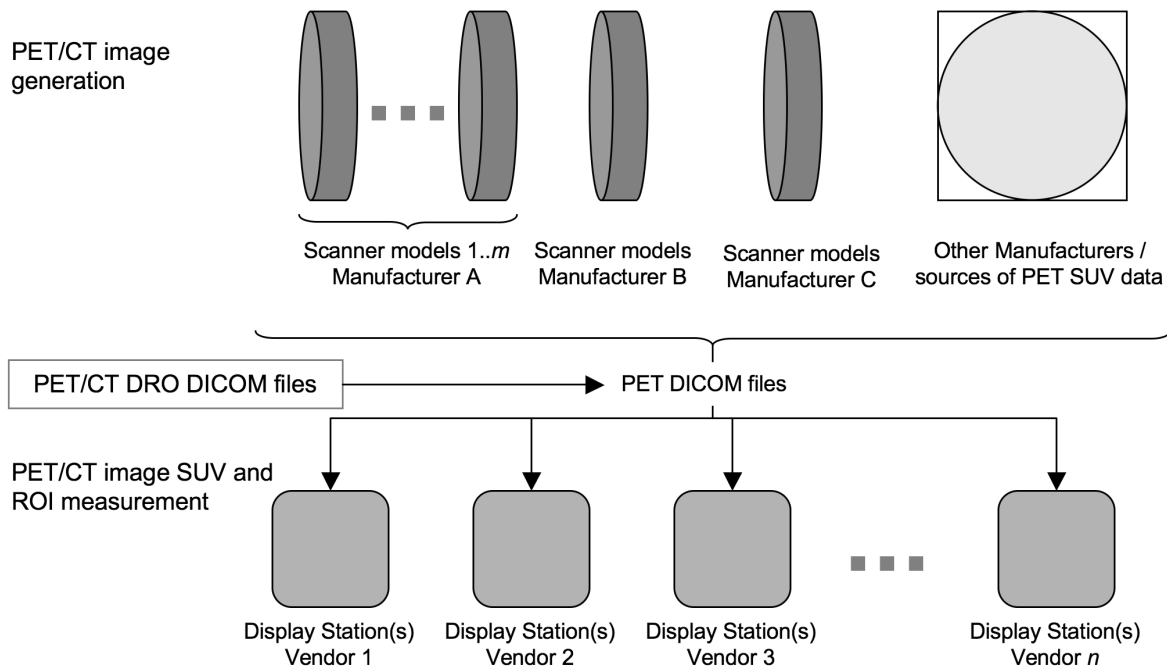 PET/CT image
generation
Scanner models 1..m
Manufacturer A
Scanner models
Manufacturer B
Scanner models
Manufacturer C
Other Manufacturers /
sources of PET SUV data
PET/CT DRO DICOM files
PET DICOM files
PET/CT image SUV and
ROI measurement
Display Station(s)
Vendor 1
Display Station(s)
Vendor 2
Display Station(s)
Vendor 3
Display Station(s)
Vendor n